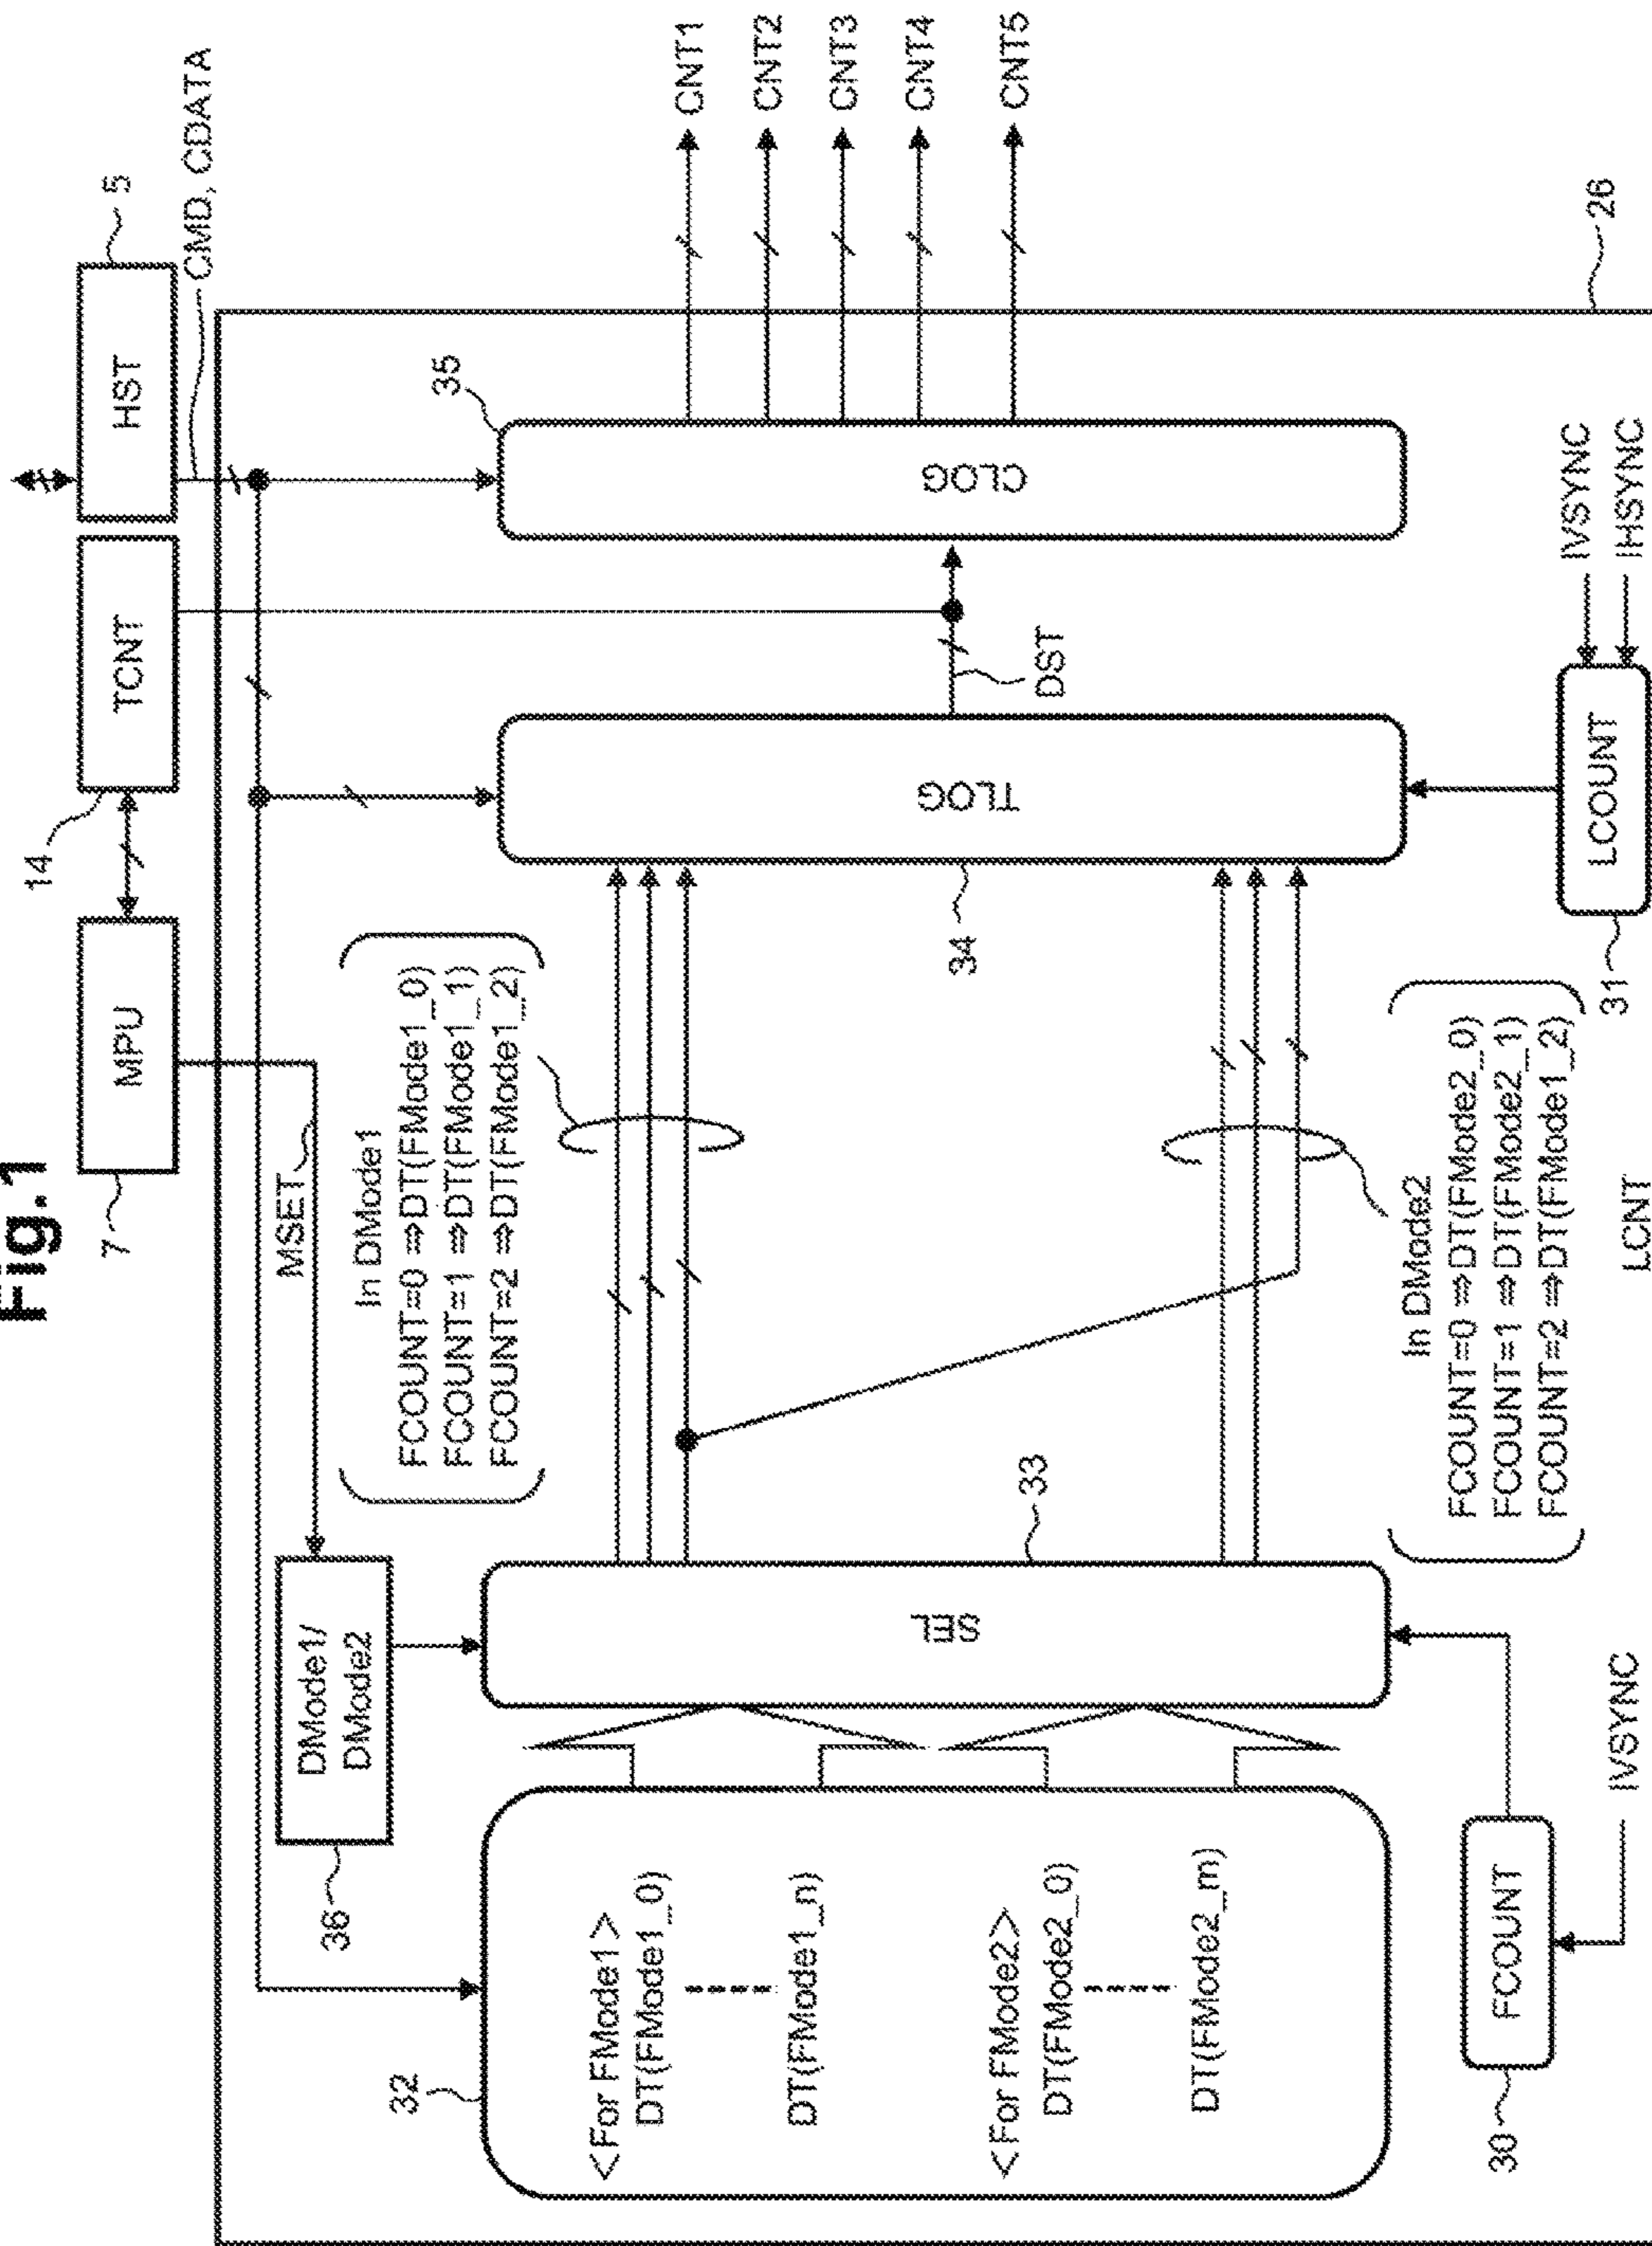 Fig.1
7
MPU
14
TCNT
HST
5
CMD, CDATA
MSET
36
DMode1/
DMode2
In DMode1
FCOUNT=0 ⇒DT(FMode1_0)
FCOUNT=1 ⇒DT(FMode1_1)
FCOUNT=2 ⇒DT(FMode1_2)
35
32
<For FMode1>
DT(FMode1_0)
DT(FMode1_n)
<For FMode2>
DT(FMode2_0)
DT(FMode2_m)
SEL
33
TLOG
34
DST
CLOG
CNT1
CNT2
CNT3
CNT4
CNT5
In DMode2
FCOUNT=0 ⇒DT(FMode2_0)
FCOUNT=1 ⇒DT(FMode2_1)
FCOUNT=2 ⇒DT(FMode1_2)
30
FCOUNT
IVSYNC
LCNT
31
LCOUNT
IVSYNC
IHSYNC
26